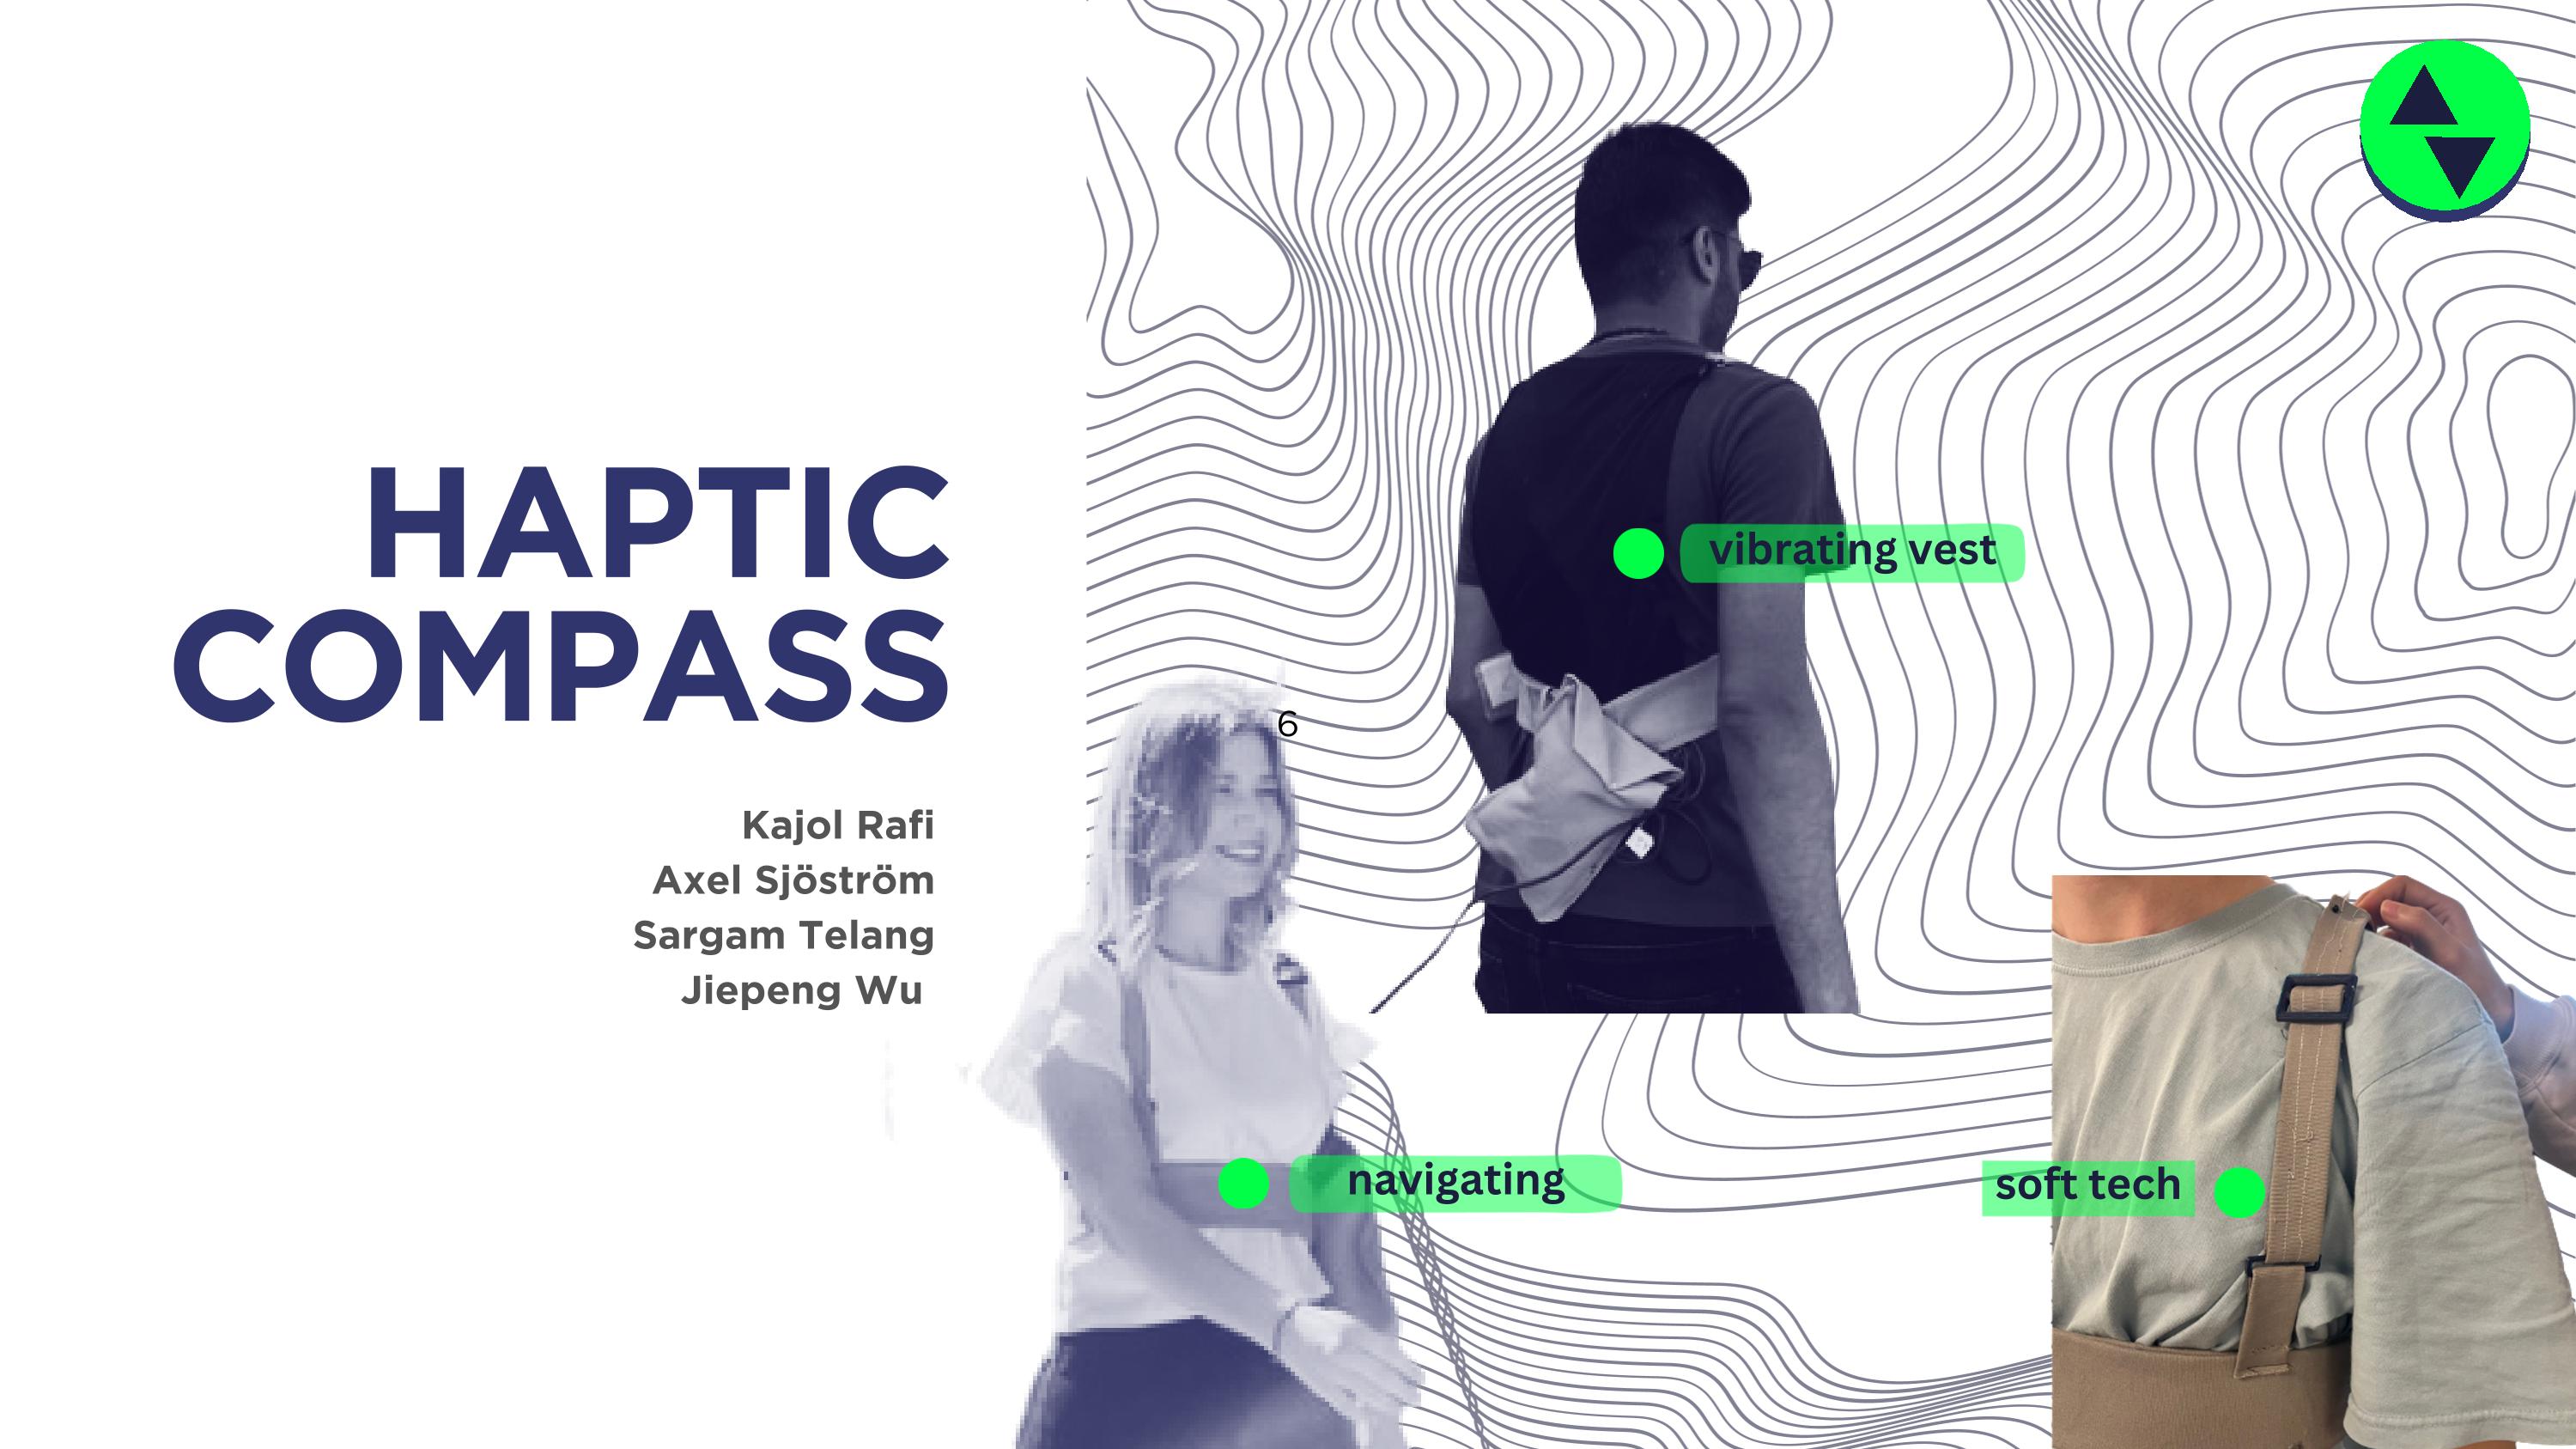 HAPTIC
COMPASS
Kajol Rafi
Axel Sjöström
Sargam Telang
Jiepeng Wu
vibrating vest
6
navigating
soft tech